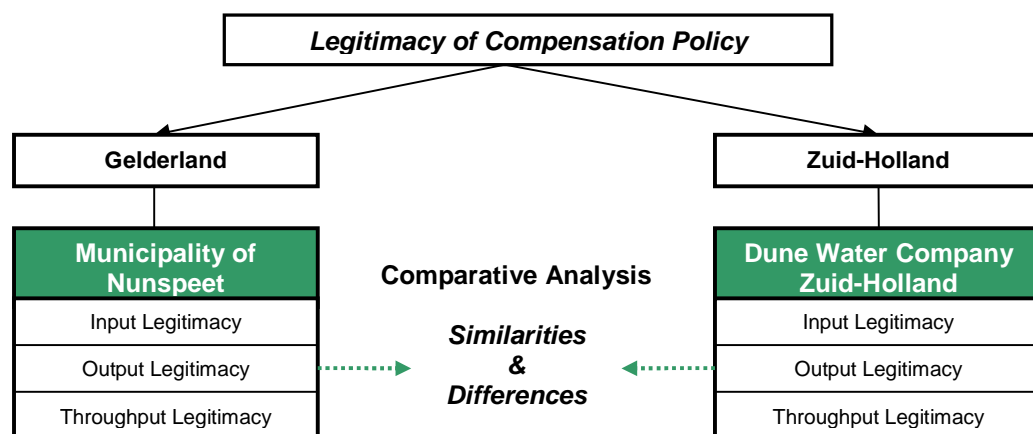 Legitimacy of Compensation Policy
Gelderland
Zuid-Holland
Municipality of
Nunspeet
Input Legitimacy
Output Legitimacy
Throughput Legitimacy
Comparative Analysis
Similarities
&
Differences
Dune Water Company
Zuid-Holland
Input Legitimacy
Output Legitimacy
Throughput Legitimacy